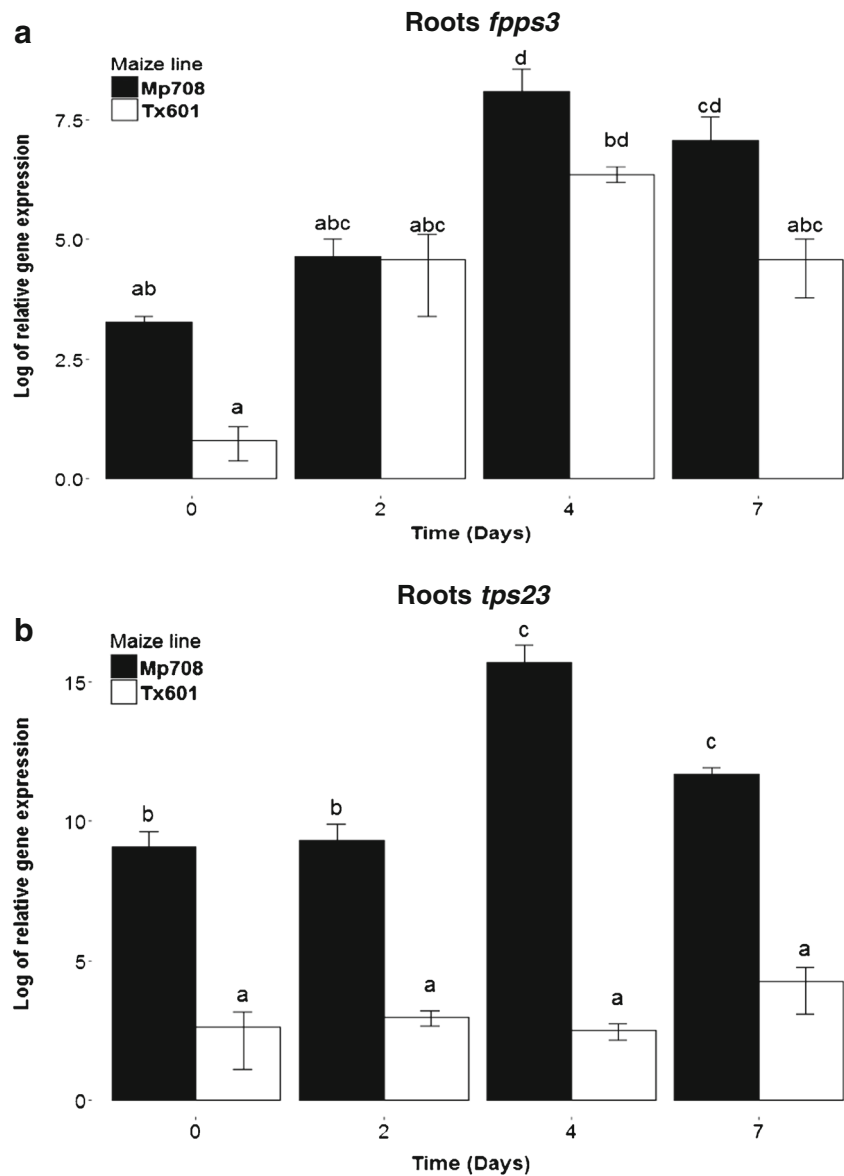 a
Roots fpps3
Maize line
Mp708
Tx601
Log of relative gene expression
7.5
5.0
2.5
0.0
ab
a
abc
abc
d
bd
cd
abc
0
2
4
7
Time (Days)
b
Roots tps23
Maize line
Mp708
Tx601
Log of relative gene expression
15
10
5
0
b
a
b
a
c
a
c
a
0
2
4
7
Time (Days)